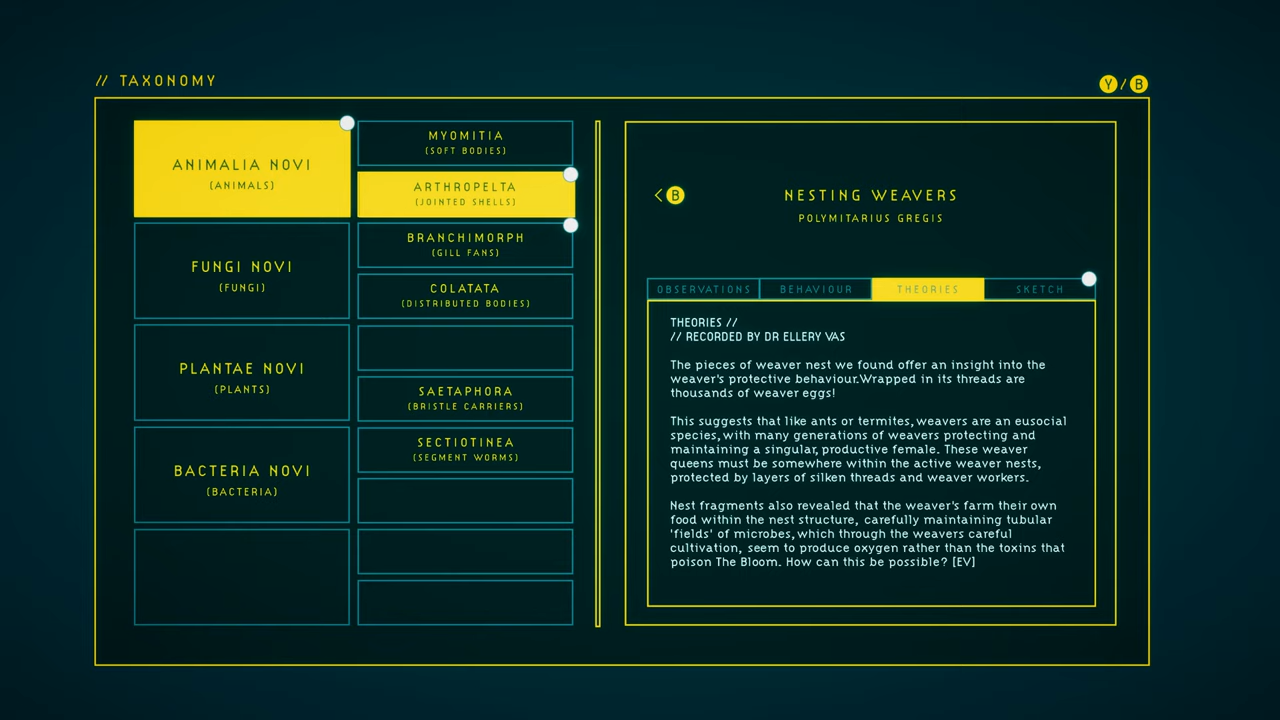 // TAXONOMY
Y / B
ANIMALIA NOVI
(ANIMALS)
FUNGI NOVI
(FUNGI)
PLANTAE NOVI
(PLANTS)
BACTERIA NOVI
(BACTERIA)
MYOMITIA
(SOFT BODIES)
ARTHROPELTA
(JOINTED SHELLS)
BRANCHIMORPH
(GILL FANS)
COLATATA
(DISTRIBUTED BODIES)
SAETAPHORA
(BRISTLE CARRIERS)
SECTIOTINEA
(SEGMENT WORMS)
< B
NESTING WEAVERS
POLYMITARIUS GREGIS
OBSERVATIONS BEHAVIOUR THEORIES SKETCH
THEORIES //
// RECORDED BY DR ELLERY VAS
The pieces of weaver nest we found offer an insight into the
weaver's protective behaviour.Wrapped in its threads are
thousands of weaver eggs!
This suggests that like ants or termites, weavers are an eusocial
species, with many generations of weavers protecting and
maintaining a singular, productive female. These weaver
queens must be somewhere within the active weaver nests,
protected by layers of silken threads and weaver workers.
Nest fragments also revealed that the weaver's farm their own
food within the nest structure, carefully maintaining tubular
'fields' of microbes, which through the weavers careful
cultivation, seem to produce oxygen rather than the toxins that
poison The Bloom. How can this be possible? [EV]